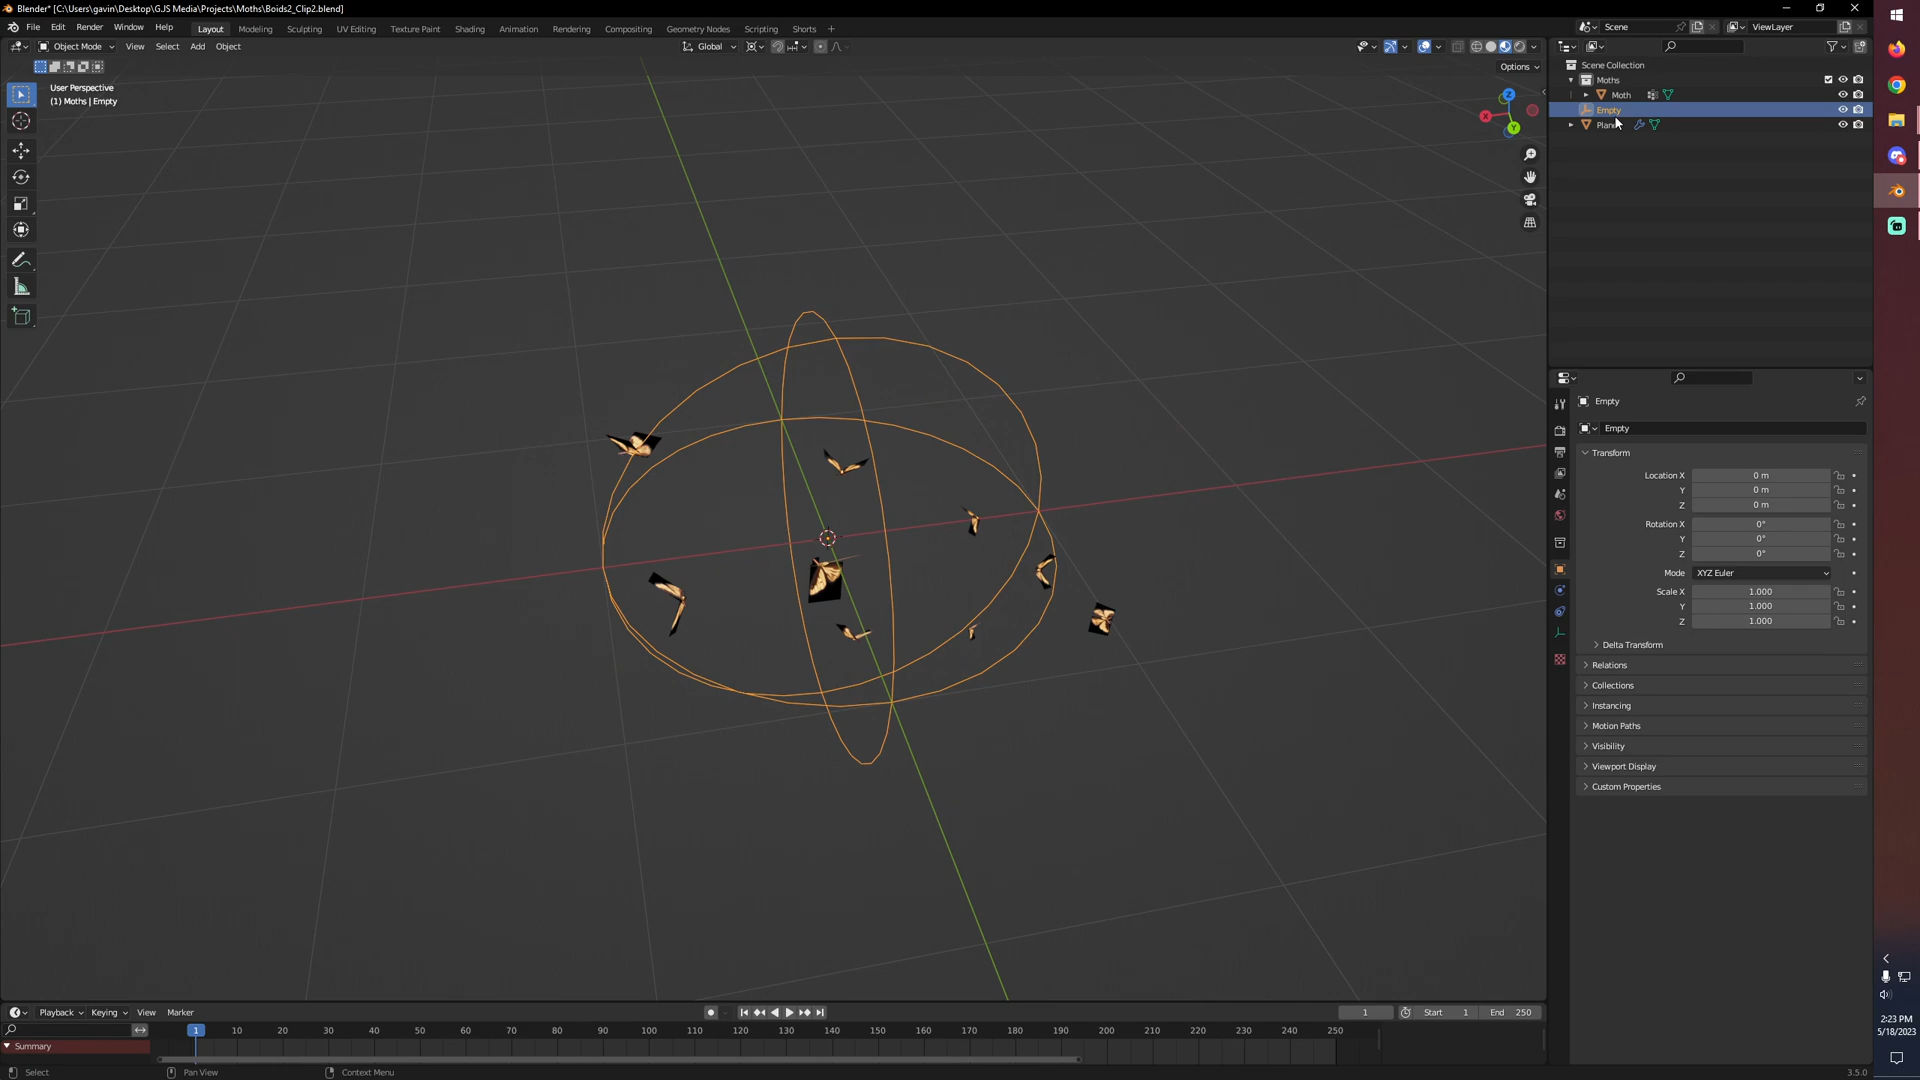 Blender* [C:\Users\gavin\Desktop\GJS Media\Projects\Moths\Boids2_Clip2.blend]
File Edit Render Window Help Layout Modeling Sculpting UV Editing Texture Paint Shading Animation Rendering Compositing Geometry Nodes Scripting Shorts + Scene ViewLayer
Object Mode View Select Add Object Global
Options
User Perspective
(1) Moths | Empty
Z
X
Y
Scene Collection
Moths
Moth
Empty
Plane
Empty
Empty
Transform
Location X 0 m
Y 0 m
Z 0 m
Rotation X 0°
Y 0°
Z 0°
Mode XYZ Euler
Scale X 1.000
Y 1.000
Z 1.000
Delta Transform
Relations
Collections
Instancing
Motion Paths
Visibility
Viewport Display
Custom Properties
Playback Keying View Marker 1 Start 1 End 250
1 10 20 30 40 50 60 70 80 90 100 110 120 130 140 150 160 170 180 190 200 210 220 230 240 250
Summary
Select Pan View Context Menu 3.5.0
2:23 PM
5/18/2023